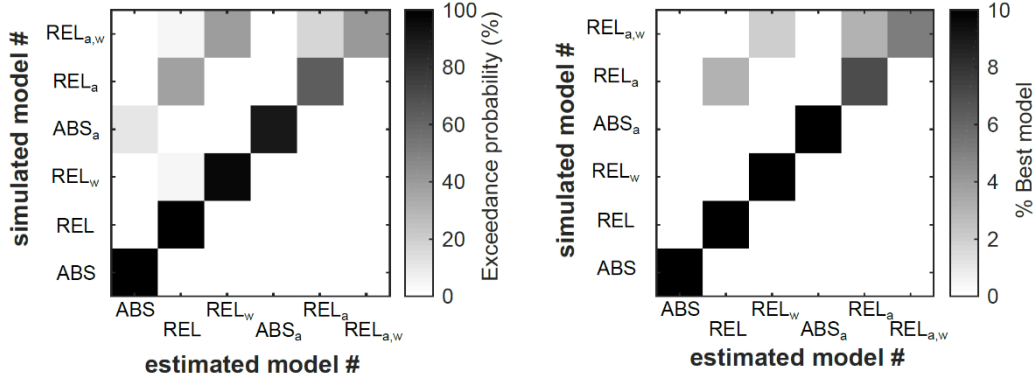 simulated model #
REL_a,w
REL_a
ABS_a
REL_w
REL
ABS
ABS
REL
REL_w
ABS_a
REL_a
REL_a,w
estimated model #
100
80
60
40
20
0
Exceedance probability (%)
simulated model #
REL_a,w
REL_a
ABS_a
REL_w
REL
ABS
ABS
REL
REL_w
ABS_a
REL_a
REL_a,w
estimated model #
10
8
6
4
2
0
% Best model